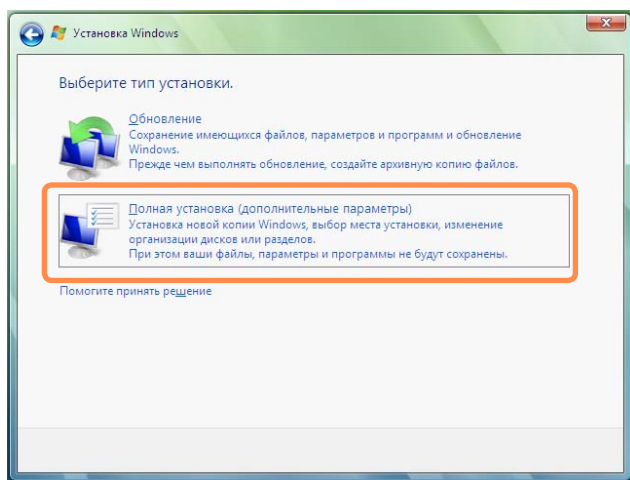 Установка Windows
Выберите тип установки.
Обновление
Сохранение имеющихся файлов, параметров и программ и обновление
Windows.
Прежде чем выполнять обновление, создайте архивную копию файлов.
Полная установка (дополнительные параметры)
Установка новой копии Windows, выбор места установки, изменение
организации дисков или разделов.
При этом ваши файлы, параметры и программы не будут сохранены.
Помогите принять решение